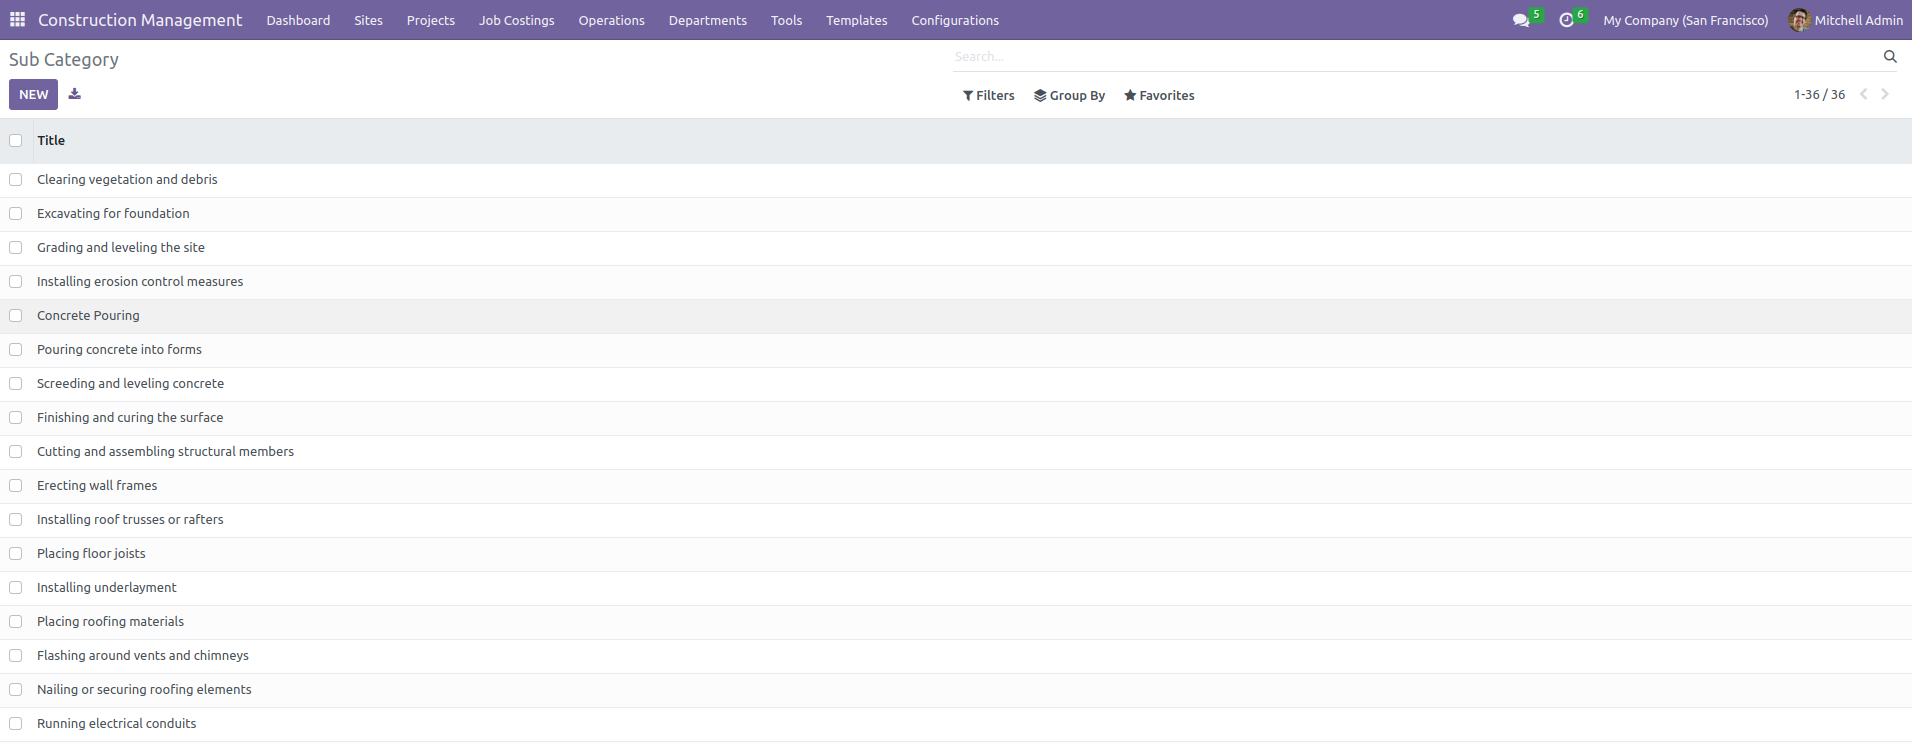 Construction Management Dashboard Sites Projects Job Costings Operations Departments Tools Templates Configurations 5 6 My Company (San Francisco) Mitchell Admin
Sub Category Search...
NEW Filters Group By Favorites 1-36 / 36
Title
Clearing vegetation and debris
Excavating for foundation
Grading and leveling the site
Installing erosion control measures
Concrete Pouring
Pouring concrete into forms
Screeding and leveling concrete
Finishing and curing the surface
Cutting and assembling structural members
Erecting wall frames
Installing roof trusses or rafters
Placing floor joists
Installing underlayment
Placing roofing materials
Flashing around vents and chimneys
Nailing or securing roofing elements
Running electrical conduits